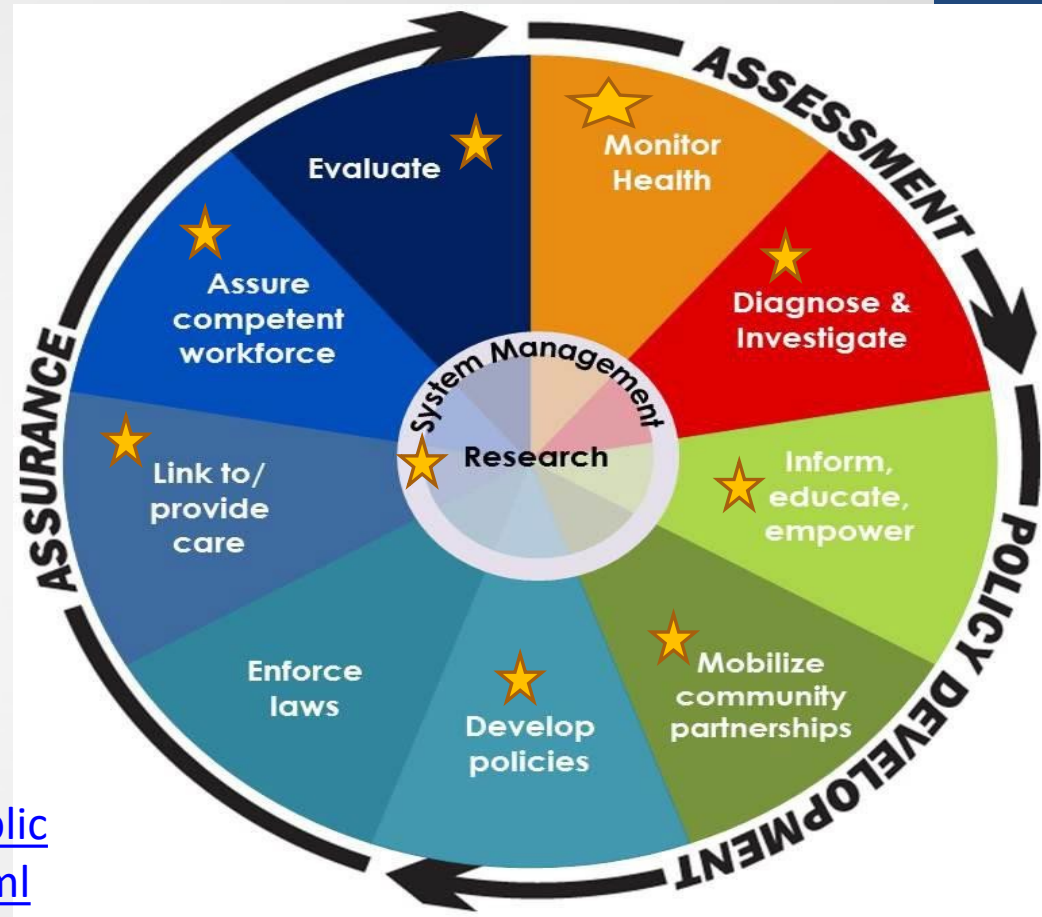 ASSESSMENT
Monitor
Health
Diagnose &
Investigate
POLICY DEVELOPMENT
Inform,
educate,
empower
Mobilize
community
partnerships
Develop
policies
ASSURANCE
Enforce
laws
Link to/
provide
care
Assure
competent
workforce
Evaluate
System Management
Research